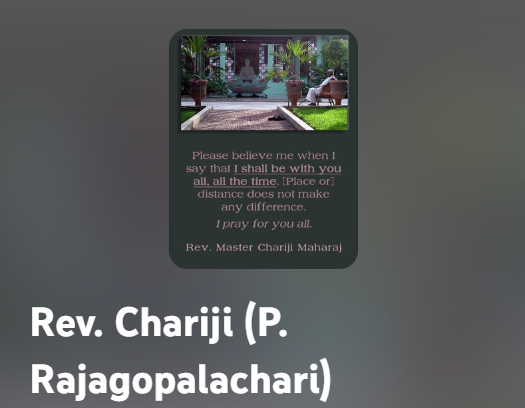 Please believe me when I
say that I shall be with you
all, all the time. [Place or]
distance does not make
any difference.
I pray for you all.
Rev. Master Chariji Maharaj
Rev. Chariji (P.
Rajagopalachari)